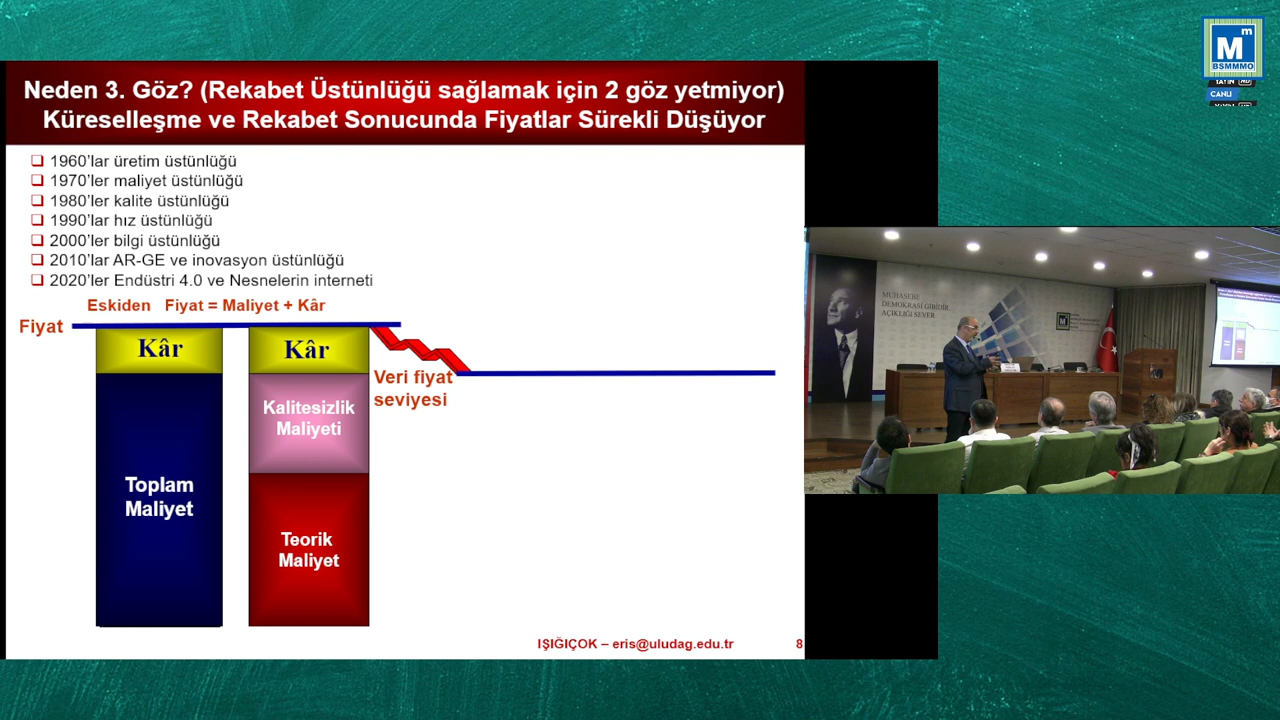 Neden 3. Göz? (Rekabet Üstünlüğü sağlamak için 2 göz yetmiyor)
Küreselleşme ve Rekabet Sonucunda Fiyatlar Sürekli Düşüyor
1960’lar üretim üstünlüğü
1970’ler maliyet üstünlüğü
1980’ler kalite üstünlüğü
1990’lar hız üstünlüğü
2000’ler bilgi üstünlüğü
2010’lar AR-GE ve inovasyon üstünlüğü
2020’ler Endüstri 4.0 ve Nesnelerin interneti
Eskiden Fiyat = Maliyet + Kâr
Fiyat
Kâr
Kâr
Veri fiyat
seviyesi
Kalitesizlik
Maliyeti
Toplam
Maliyet
Teorik
Maliyet
IŞIĞIÇOK – eris@uludag.edu.tr
8
M m
BSMMMO
YAYIN HD
CANLI
MUHASEBE
DEMOKRASİ GİBİDİR,
AÇIKLIĞI SEVER